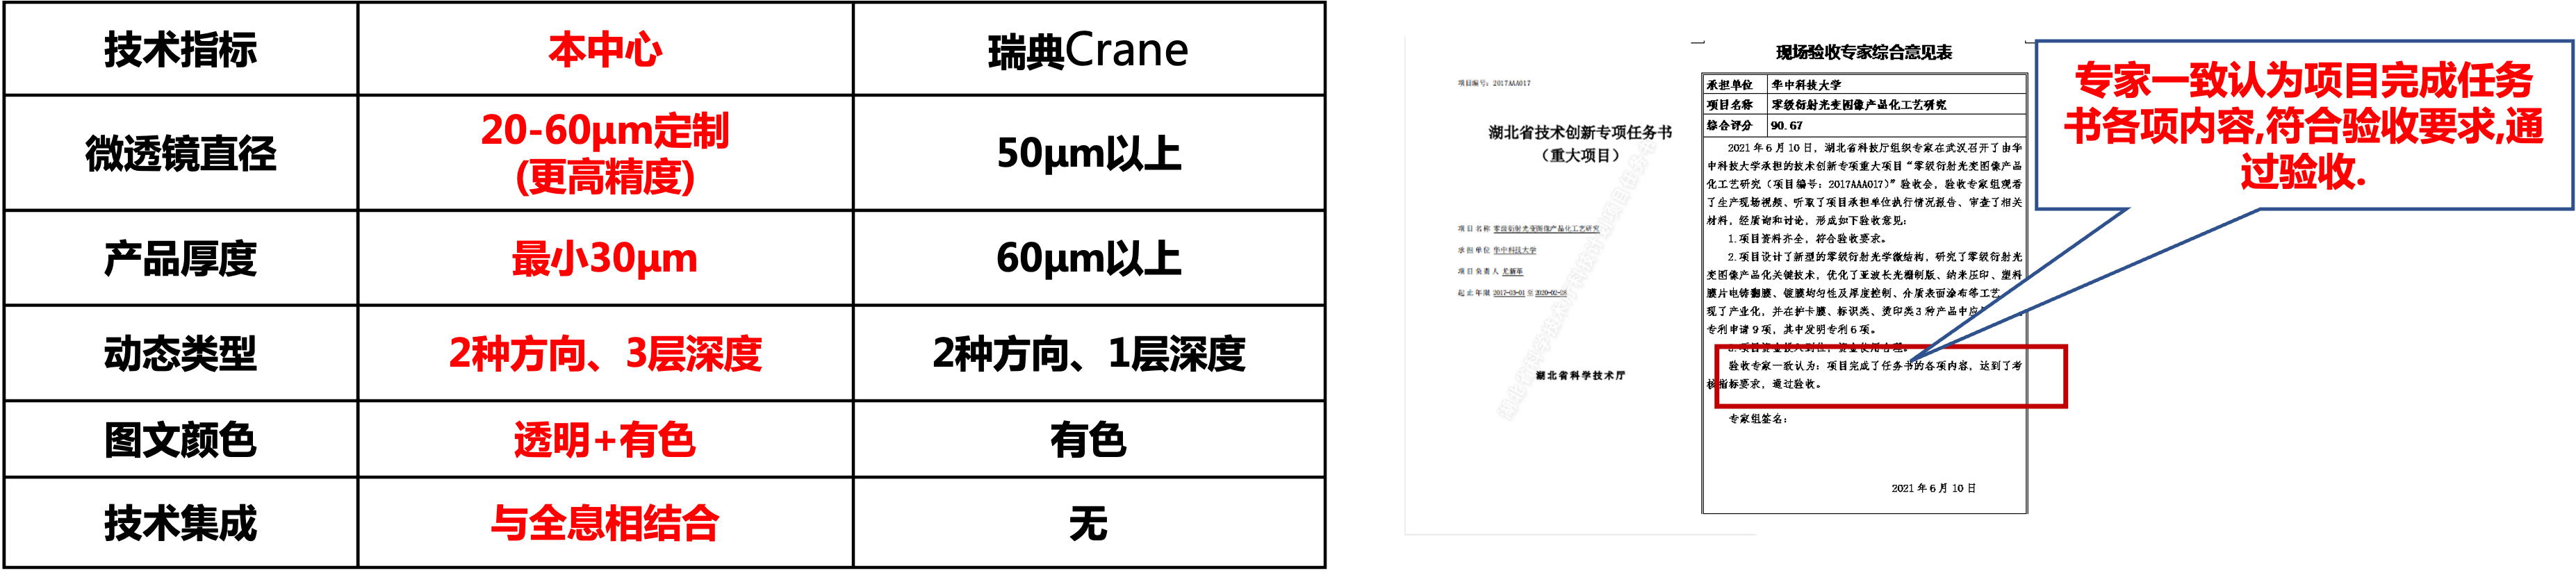 技术指标 本中心 瑞典Crane
微透镜直径 20-60μm定制 50μm以上
(更高精度)
产品厚度 最小30μm 60μm以上
动态类型 2种方向、3层深度 2种方向、1层深度
图文颜色 透明+有色 有色
技术集成 与全息相结合 无
项目编号：2017AAA017
湖北省技术创新专项任务书
（重大项目）
项目名称 零级衍射光变图像产品化工艺研究
承担单位 华中科技大学
项目负责人 尤新革
起止年限 2017-03-01 至 2020-02-28
湖北省科学技术厅
现场验收专家综合意见表
承担单位 华中科技大学
项目名称 零级衍射光变图像产品化工艺研究
综合评分 90.67
2021 年 6 月 10 日，湖北省科技厅组织专家在武汉召开了由华
中科技大学承担的技术创新专项重大项目“零级衍射光变图像产品
化工艺研究（项目编号：2017AAA017）”验收会，验收专家组观看
了生产现场视频、听取了项目承担单位执行情况报告、审查了相关
材料，经质询和讨论，形成如下验收意见：
1.项目资料齐全，符合验收要求。
2.项目设计了新型的零级衍射光学微结构，研究了零级衍射光
变图像产品化关键技术，优化了亚波长光栅制版、纳米压印、塑料
膜片电铸翻膜、镀膜均匀性及厚度控制、介质表面涂布等工艺
现了产业化，并在护卡膜、标识类、烫印类 3 种产品中应
专利申请 9 项，其中发明专利 6 项。
3.项目资金投入到位，资金使用合理。
验收专家一致认为：项目完成了任务书的各项内容，达到了考
核指标要求，通过验收。
专家组签名：
2021 年 6 月 10 日
专家一致认为项目完成任务
书各项内容,符合验收要求,通
过验收.